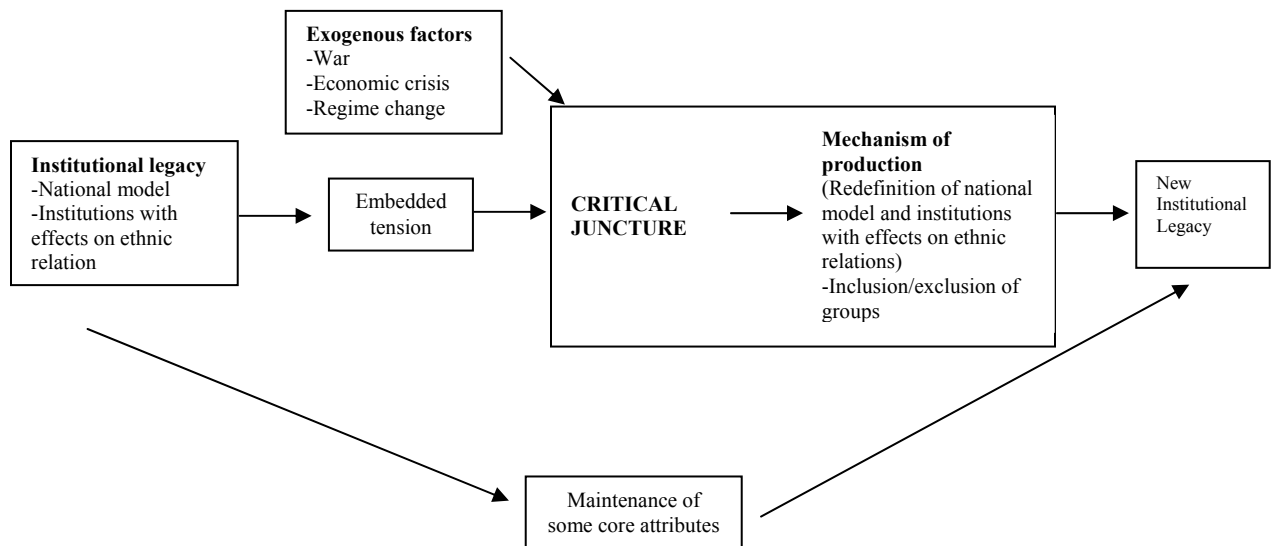 Exogenous factors
-War
-Economic crisis
-Regime change
Institutional legacy
-National model
-Institutions with
effects on ethnic
relation
Embedded
tension
CRITICAL
JUNCTURE
Mechanism of
production
(Redefinition of national
model and institutions
with effects on ethnic
relations)
-Inclusion/exclusion of
groups
New
Institutional
Legacy
Maintenance of
some core attributes